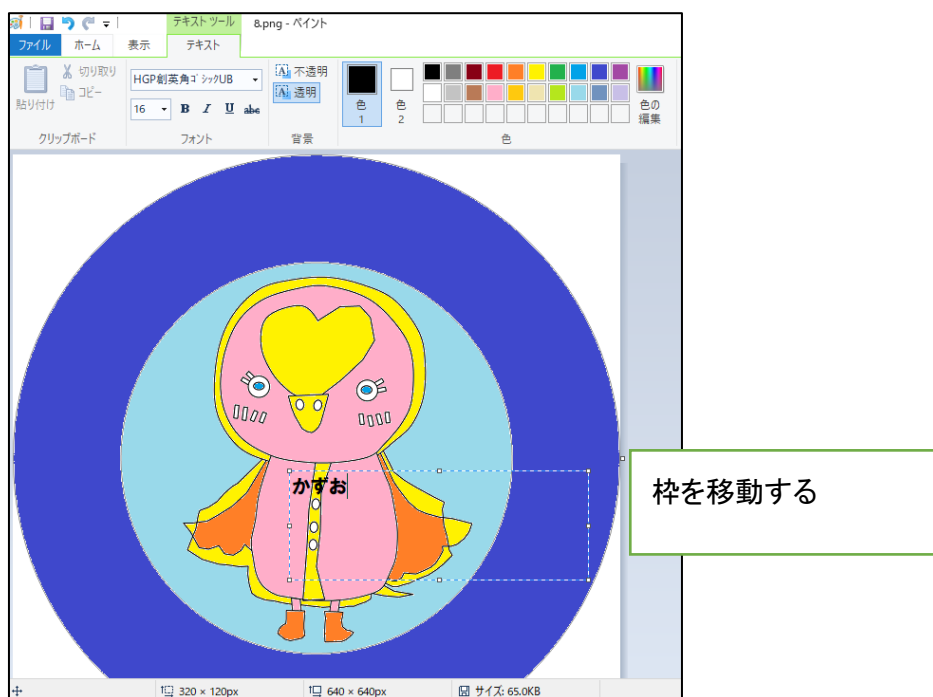 テキスト ツール
8.png - ペイント
ファイル ホーム 表示 テキスト
貼り付け
切り取り
コピー
クリップボード
HGP創英角ｺﾞｼｯｸUB
16 B I U abc
フォント
不透明
透明
背景
色
1
色
2
色の
編集
色
かずお
枠を移動する
320 × 120px 640 × 640px サイズ: 65.0KB